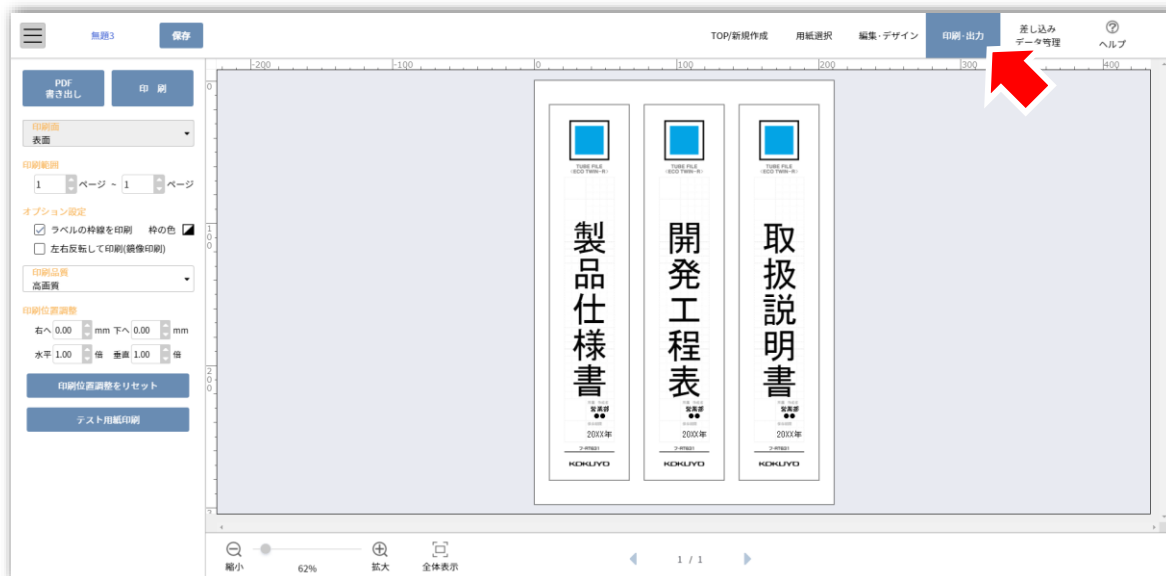 無題3
保存
TOP/新規作成
用紙選択
編集・デザイン
印刷・出力
差し込み
データ管理
ヘルプ
PDF
書き出し
印 刷
印刷面
表面
印刷範囲
1 ページ ~ 1 ページ
オプション設定
ラベルの枠線を印刷 枠の色
左右反転して印刷(鏡像印刷)
印刷品質
高画質
印刷位置調整
右へ 0.00 mm 下へ 0.00 mm
水平 1.00 倍 垂直 1.00 倍
印刷位置調整をリセット
テスト用紙印刷
-200 -100 0 100 200 300 400
0
100
200
3
TUBE FILE
<ECO TWIN-R>
製品仕様書
営業部
●●
20XX年
KOKUYO
TUBE FILE
<ECO TWIN-R>
開発工程表
営業部
●●
20XX年
KOKUYO
TUBE FILE
<ECO TWIN-R>
取扱説明書
営業部
●●
20XX年
KOKUYO
縮小
62%
拡大
全体表示
1 / 1